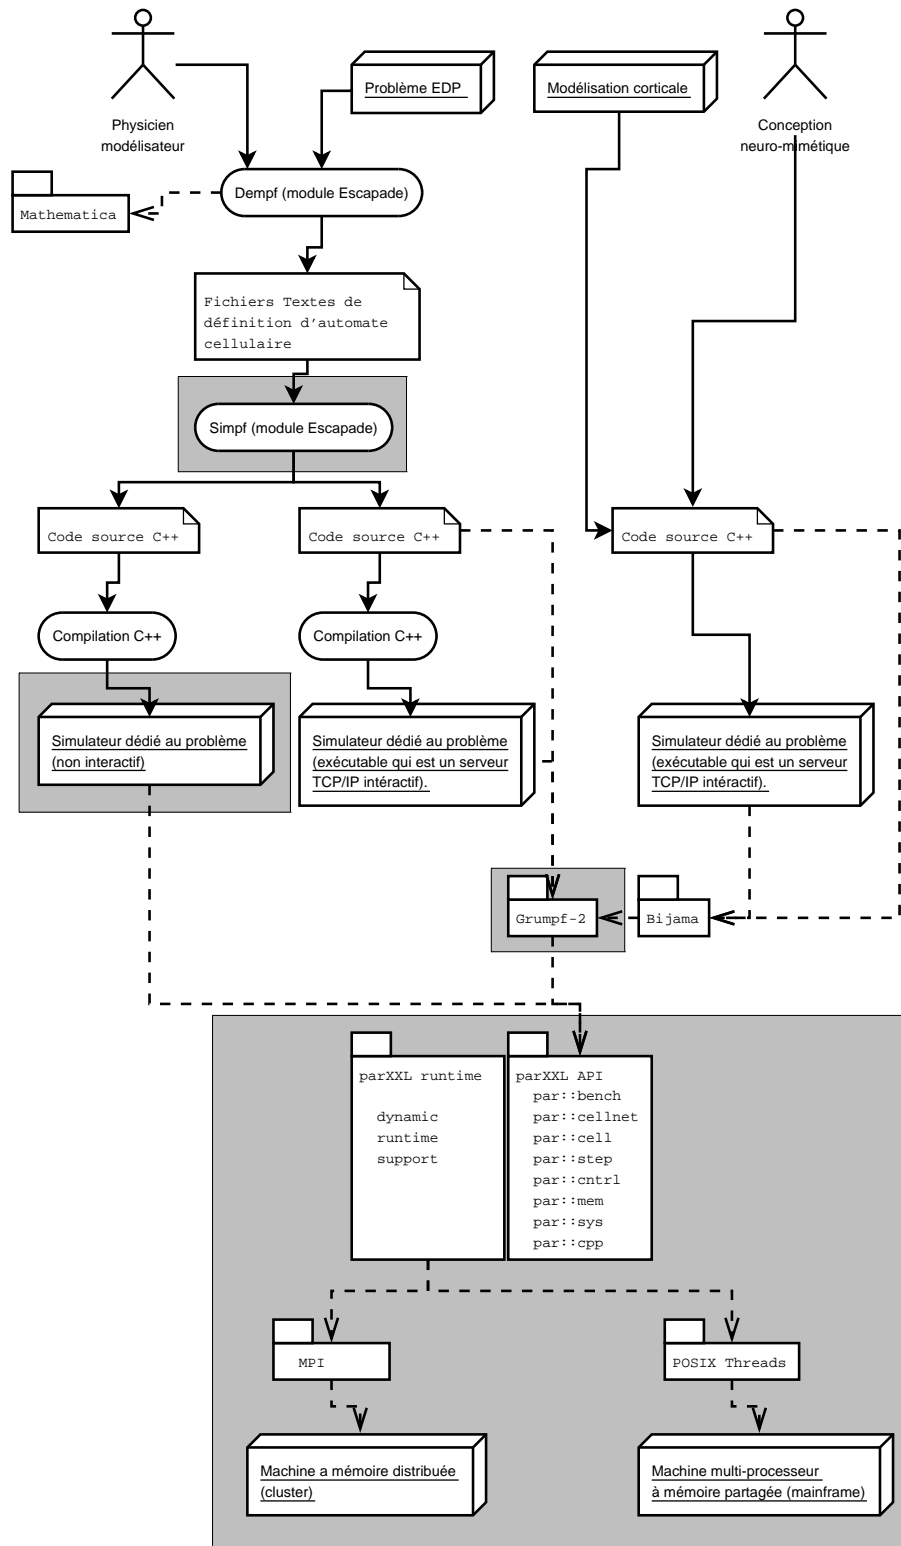 Physicien
modélisateur
Problème EDP
Modélisation corticale
Conception
neuro-mimétique
Mathematica
Dempf (module Escapade)
Fichiers Textes de
définition d'automate
cellulaire
Simpf (module Escapade)
Code source C++
Code source C++
Code source C++
Compilation C++
Compilation C++
Simulateur dédié au problème
(non interactif)
Simulateur dédié au problème
(exécutable qui est un serveur
TCP/IP intéractif).
Simulateur dédié au problème
(exécutable qui est un serveur
TCP/IP intéractif).
Grumpf-2
Bijama
parXXL runtime
dynamic
runtime
support
parXXL API
par::bench
par::cellnet
par::cell
par::step
par::cntrl
par::mem
par::sys
par::cpp
MPI
POSIX Threads
Machine a mémoire distribuée
(cluster)
Machine multi-processeur
à mémoire partagée (mainframe)